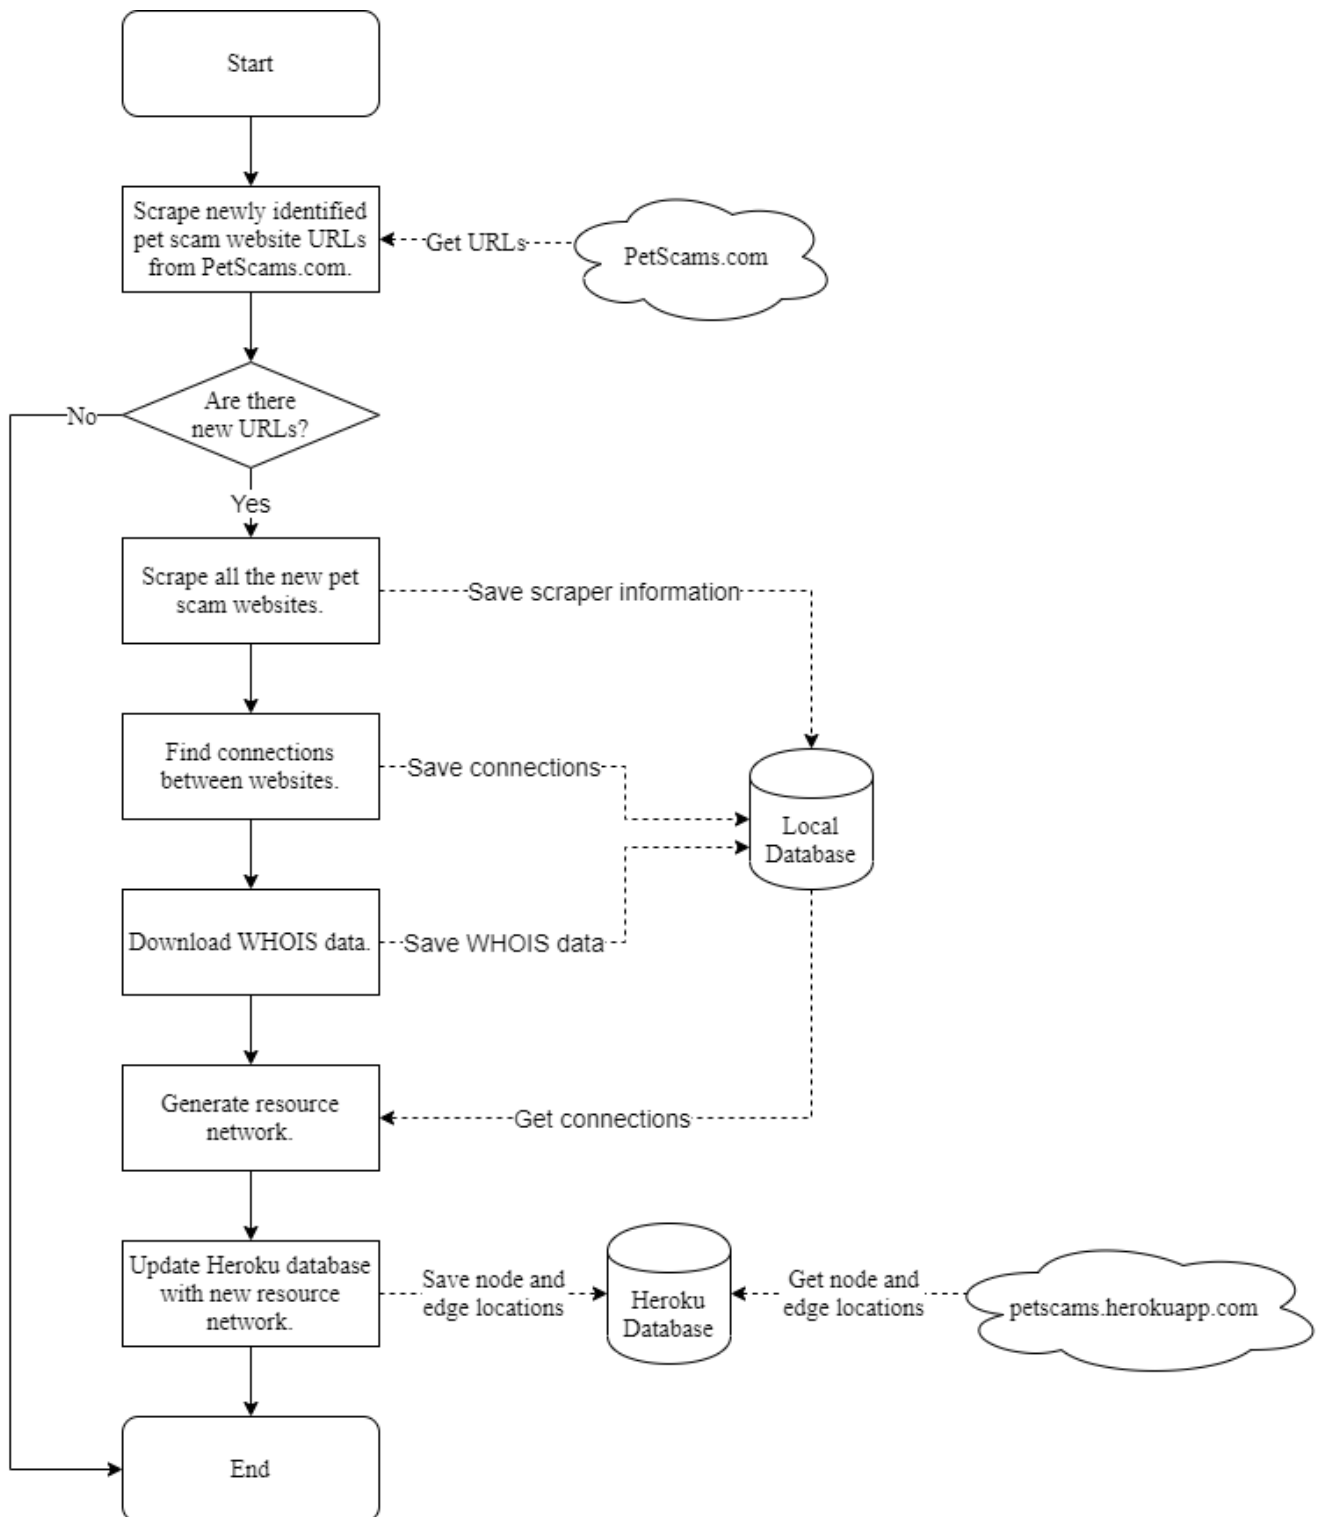 Start
Scrape newly identified
pet scam website URLs
from PetScams.com.
Get URLs
PetScams.com
Are there
new URLs?
No
Yes
Scrape all the new pet
scam websites.
Save scraper information
Find connections
between websites.
Save connections
Local
Database
Download WHOIS data.
Save WHOIS data
Generate resource
network.
Get connections
Update Heroku database
with new resource
network.
Save node and
edge locations
Heroku
Database
Get node and
edge locations
petscams.herokuapp.com
End